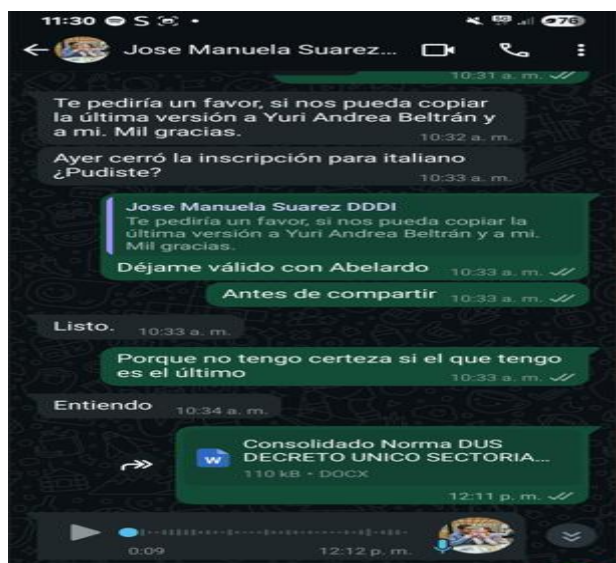 11:30
5G
76
Jose Manuela Suarez...
10:31 a. m.
Te pediría un favor, si nos pueda copiar
la última versión a Yuri Andrea Beltrán y
a mi. Mil gracias.
10:32 a. m.
Ayer cerró la inscripción para italiano
¿Pudiste?
10:33 a. m.
Jose Manuela Suarez DDDI
Te pediría un favor, si nos pueda copiar la
última versión a Yuri Andrea Beltrán y a mi.
Mil gracias.
Déjame válido con Abelardo
10:33 a. m.
Antes de compartir
10:33 a. m.
Listo.
10:33 a. m.
Porque no tengo certeza si el que tengo
es el último
10:33 a. m.
Entiendo
10:34 a. m.
Consolidado Norma DUS
DECRETO UNICO SECTORIA...
W
110 kB • DOCX
12:11 p. m.
0:09
12:12 p. m.